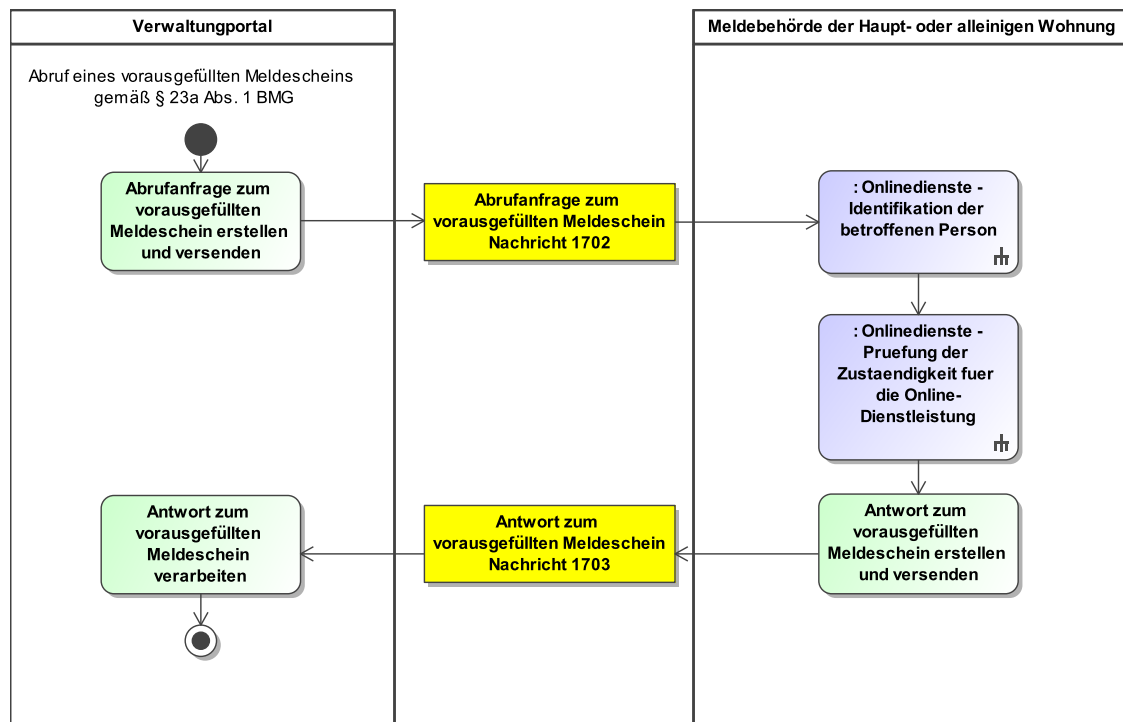 Verwaltungportal
Meldebehörde der Haupt- oder alleinigen Wohnung
Abruf eines vorausgefüllten Meldescheins
gemäß § 23a Abs. 1 BMG
Abrufanfrage zum
vorausgefüllten
Meldeschein erstellen
und versenden
Abrufanfrage zum
vorausgefüllten Meldeschein
Nachricht 1702
: Onlinedienste -
Identifikation der
betroffenen Person
: Onlinedienste -
Pruefung der
Zustaendigkeit fuer
die Online-
Dienstleistung
Antwort zum
vorausgefüllten
Meldeschein erstellen
und versenden
Antwort zum
vorausgefüllten Meldeschein
Nachricht 1703
Antwort zum
vorausgefüllten
Meldeschein
verarbeiten